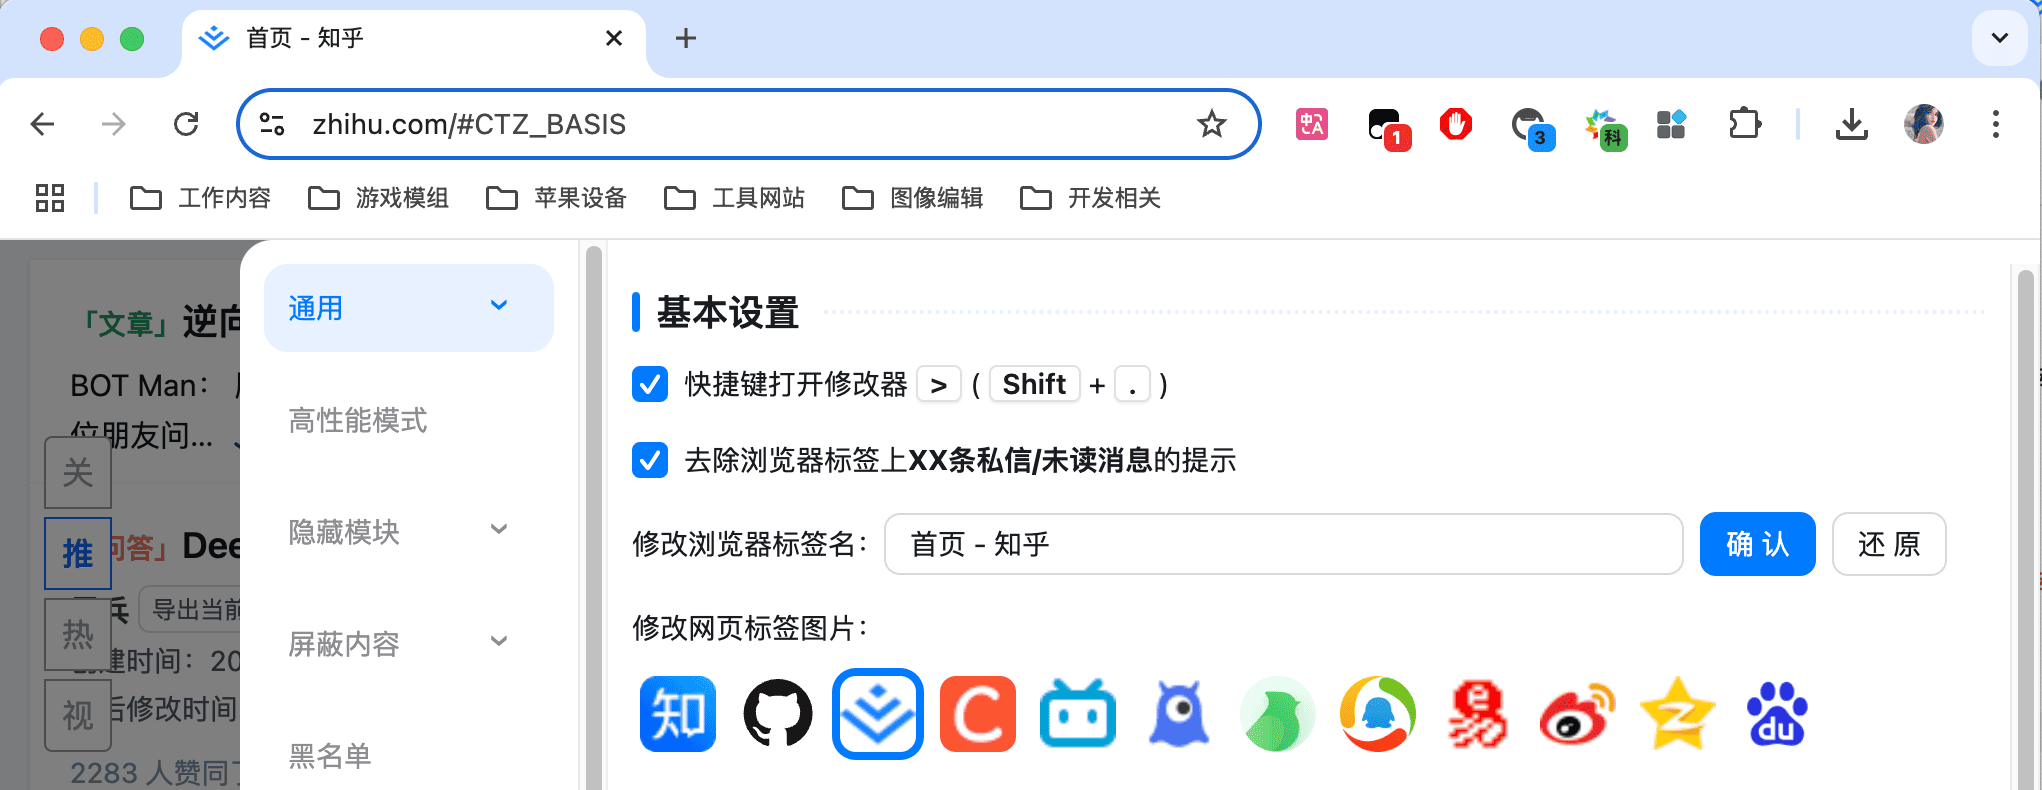 首页 - 知乎
zhihu.com/#CTZ_BASIS
中A
1
3
科
工作内容
游戏模组
苹果设备
工具网站
图像编辑
开发相关
「文章」逆向
BOT Man：
位朋友问...
关
推
问答」Dee
兵 导出当前
热
创建时间：20
视
后修改时间
2283 人赞同了
通用
高性能模式
隐藏模块
屏蔽内容
黑名单
基本设置
快捷键打开修改器 > ( Shift + . )
去除浏览器标签上XX条私信/未读消息的提示
修改浏览器标签名： 首页 - 知乎 确 认 还 原
修改网页标签图片：
知
C
du